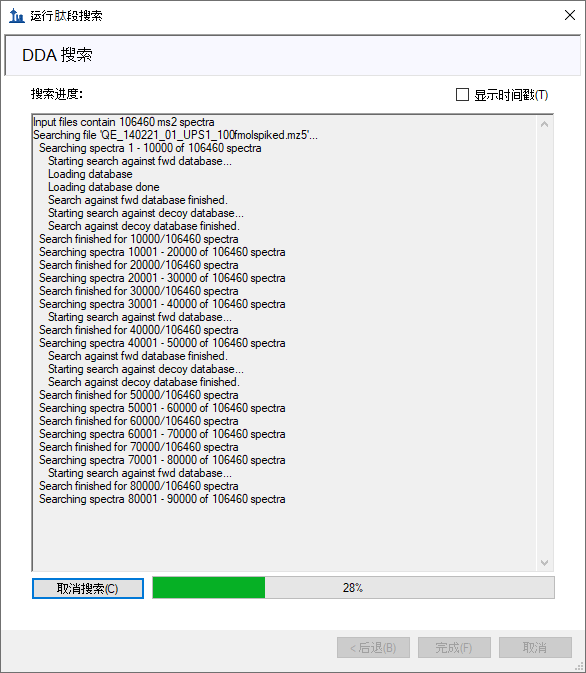 运行肽段搜索
DDA 搜索
搜索进度:
显示时间戳(T)
Input files contain 106460 ms2 spectra
Searching file 'QE_140221_01_UPS1_100fmolspiked.mz5'...
Searching spectra 1 - 10000 of 106460 spectra
Starting search against fwd database...
Loading database
Loading database done
Search against fwd database finished.
Starting search against decoy database...
Search against decoy database finished.
Search finished for 10000/106460 spectra
Searching spectra 10001 - 20000 of 106460 spectra
Search finished for 20000/106460 spectra
Searching spectra 20001 - 30000 of 106460 spectra
Search finished for 30000/106460 spectra
Searching spectra 30001 - 40000 of 106460 spectra
Starting search against fwd database...
Search finished for 40000/106460 spectra
Searching spectra 40001 - 50000 of 106460 spectra
Search against fwd database finished.
Starting search against decoy database...
Search against decoy database finished.
Search finished for 50000/106460 spectra
Searching spectra 50001 - 60000 of 106460 spectra
Search finished for 60000/106460 spectra
Searching spectra 60001 - 70000 of 106460 spectra
Search finished for 70000/106460 spectra
Searching spectra 70001 - 80000 of 106460 spectra
Starting search against fwd database...
Search finished for 80000/106460 spectra
Searching spectra 80001 - 90000 of 106460 spectra
取消搜索(C)
28%
< 后退(B)
完成(F)
取消